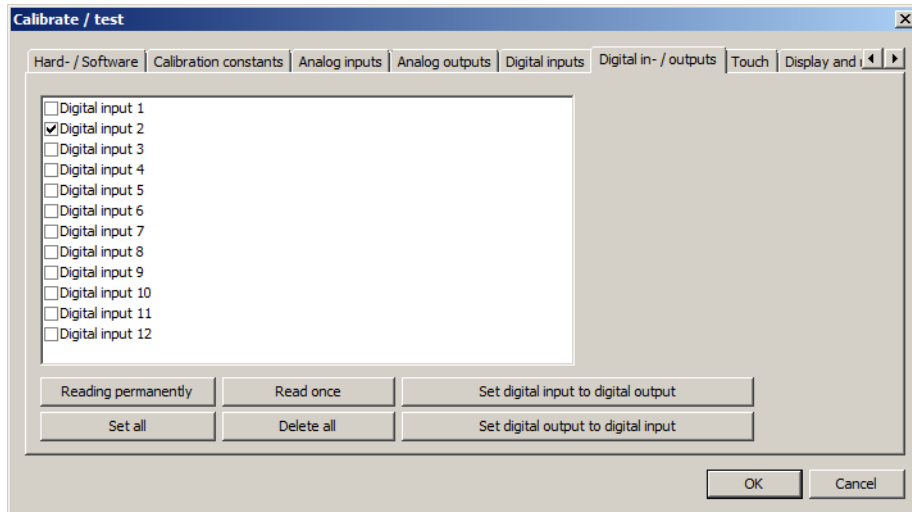 Calibrate / test
Hard- / Software Calibration constants Analog inputs Analog outputs Digital inputs Digital in- / outputs Touch Display and
Digital input 1
Digital input 2
Digital input 3
Digital input 4
Digital input 5
Digital input 6
Digital input 7
Digital input 8
Digital input 9
Digital input 10
Digital input 11
Digital input 12
Reading permanently Read once Set digital input to digital output
Set all Delete all Set digital output to digital input
OK Cancel